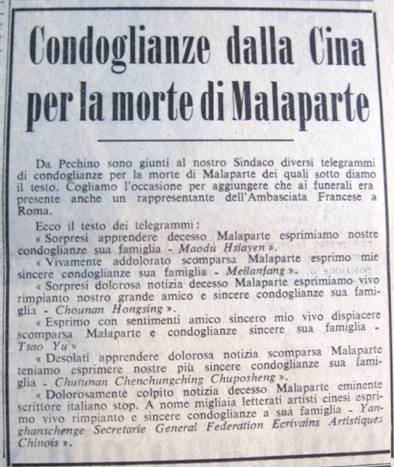 Condoglianze dalla Cina
per la morte di Malaparte
Da Pechino sono giunti al nostro Sindaco diversi telegrammi
di condoglianze per la morte di Malaparte dei quali sotto diamo
il testo. Cogliamo l'occasione per aggiungere che ai funerali era
presente anche un rappresentante dell'Ambasciata Francese a
Roma.
Ecco il testo dei telegrammi:
« Sorpresi apprendere decesso Malaparte esprimiamo nostre
condoglianze sua famiglia - Maodù Hsiayen ».
« Vivamente addolorato scomparsa Malaparte esprimo mie
sincere condoglianze sua famiglia - Meilanfang ».
« Sorpresi dolorosa notizia decesso Malaparte esprimiamo vivo
rimpianto nostro grande amico e sincere condoglianze sua fami-
glia - Chounan Hongsing ».
« Esprimo con sentimenti amico sincero mio vivo dispiacere
scomparsa Malaparte e condoglianze sincere sua famiglia -
Tsao Yu »
« Desolati apprendere dolorosa notizia scomparsa Malaparte
teniamo esprimere nostre più sincere condoglianze sua fami-
glia - Chutunan Chenchungching Chuposheng ».
« Dolorosamente colpito notizia decesso Malaparte eminente
escrittore italiano stop. A nome migliaia letterati artisti cinesi espri-
mo vivo rimpianto e sincere condoglianze a sua famiglia - Yan-
ghanschenge Secretarie General Federation Ecrivains Artistiques
Chinois ».